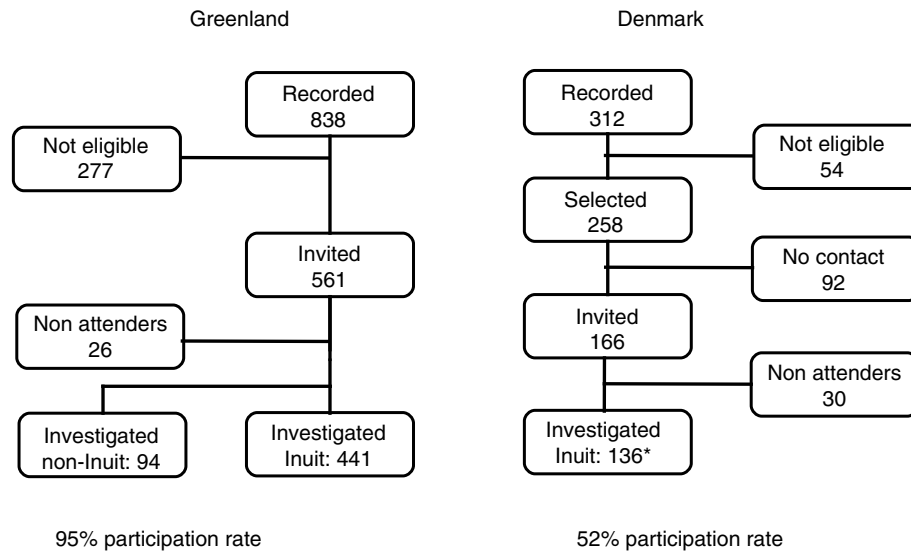 Greenland
Recorded
838
Not eligible
277
Invited
561
Non attenders
26
Investigated
non-Inuit: 94
Investigated
Inuit: 441
95% participation rate
Denmark
Recorded
312
Not eligible
54
Selected
258
No contact
92
Invited
166
Non attenders
30
Investigated
Inuit: 136*
52% participation rate